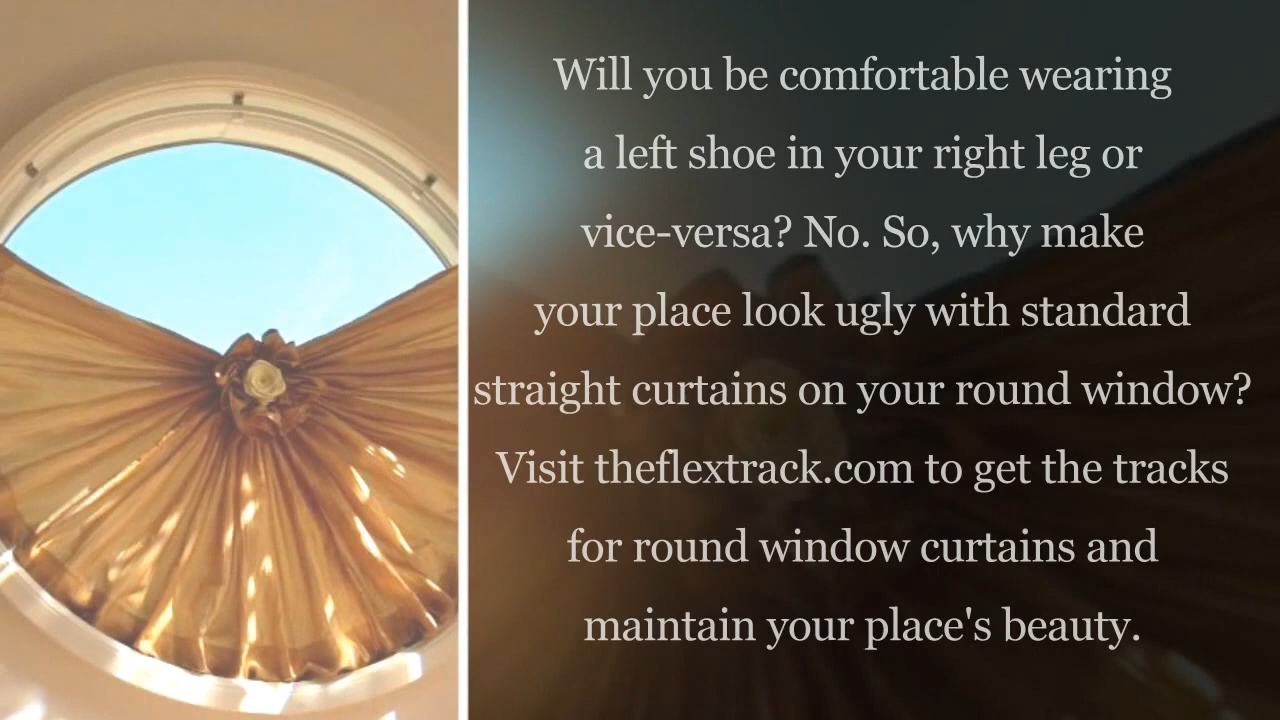 Will you be comfortable wearing
a left shoe in your right leg or
vice-versa? No. So, why make
your place look ugly with standard
straight curtains on your round window?
Visit theflextrack.com to get the tracks
for round window curtains and
maintain your place's beauty.